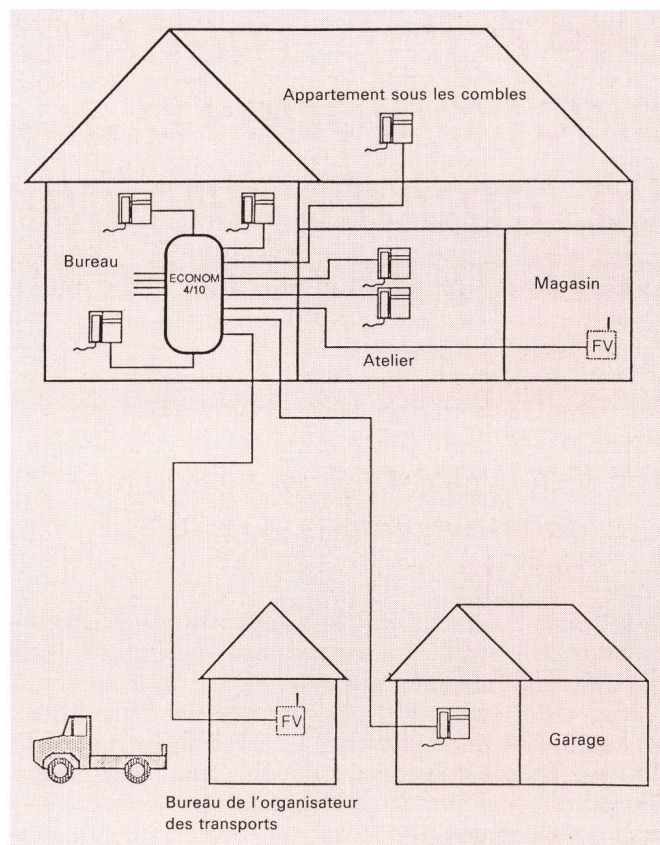 Appartement sous les combles
Bureau
ECONOM
4/10
Magasin
FV
Atelier
FV
Garage
Bureau de l'organisateur
des transports